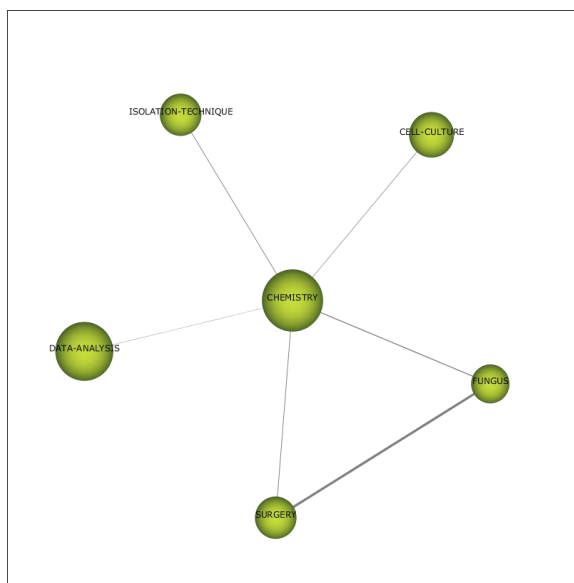 ISOLATION-TECHNIQUE
CELL-CULTURE
CHEMISTRY
DATA-ANALYSIS
FUNGUS
SURGERY